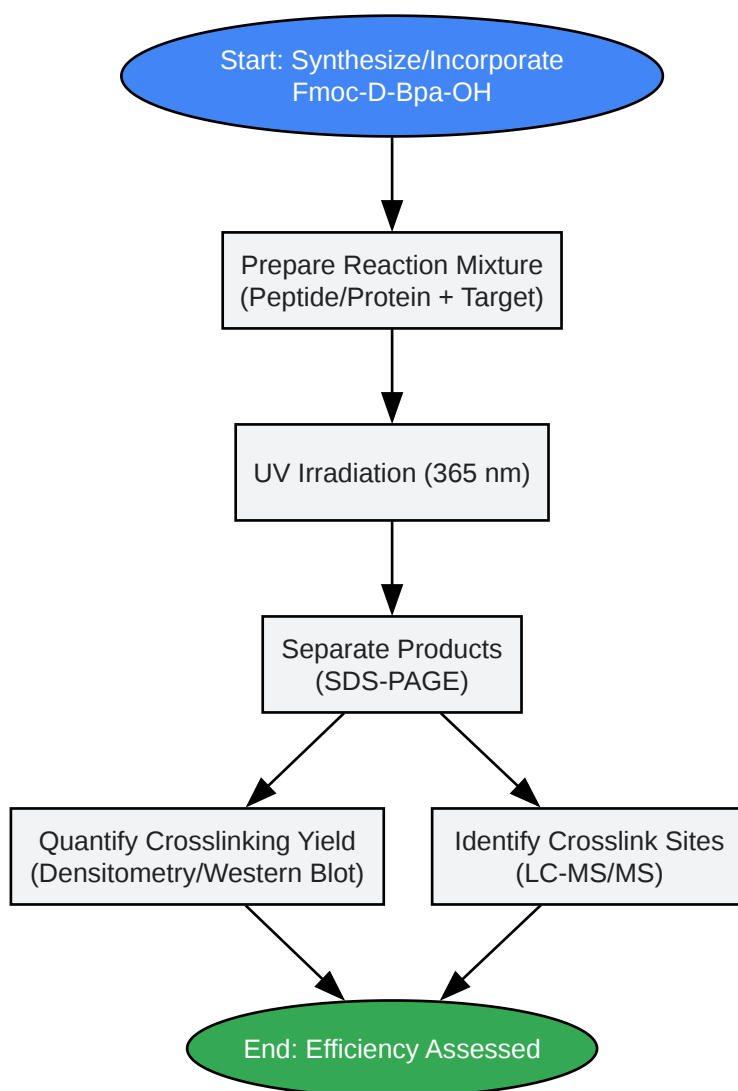 Start: Synthesize/Incorporate
Fmoc-D-Bpa-OH
Prepare Reaction Mixture
(Peptide/Protein + Target)
UV Irradiation (365 nm)
Separate Products
(SDS-PAGE)
Quantify Crosslinking Yield
(Densitometry/Western Blot)
Identify Crosslink Sites
(LC-MS/MS)
End: Efficiency Assessed